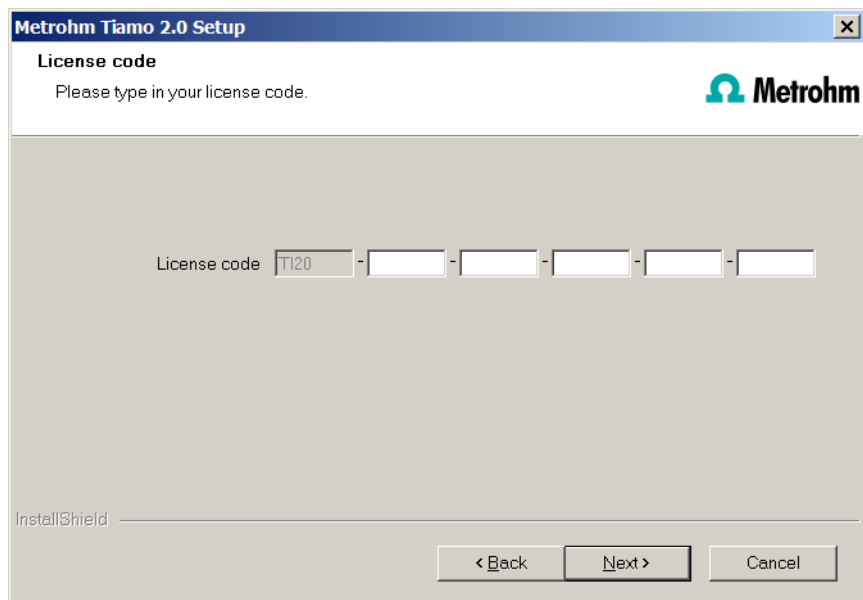 Metrohm Tiamo 2.0 Setup
License code
Please type in your license code.
Metrohm
License code TI20 - - - - -
InstallShield
< Back Next > Cancel